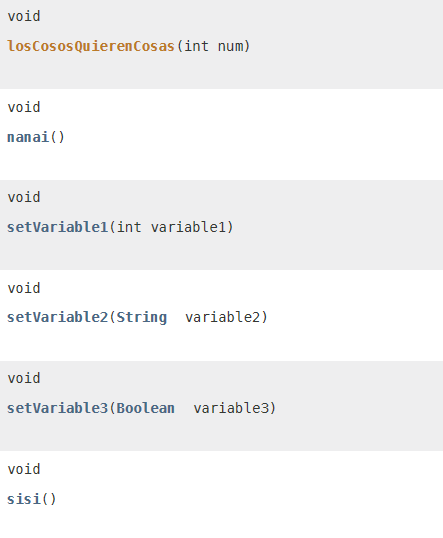 void
losCososQuierenCosas(int num)
void
nanai()
void
setVariable1(int variable1)
void
setVariable2(String variable2)
void
setVariable3(Boolean variable3)
void
sisi()